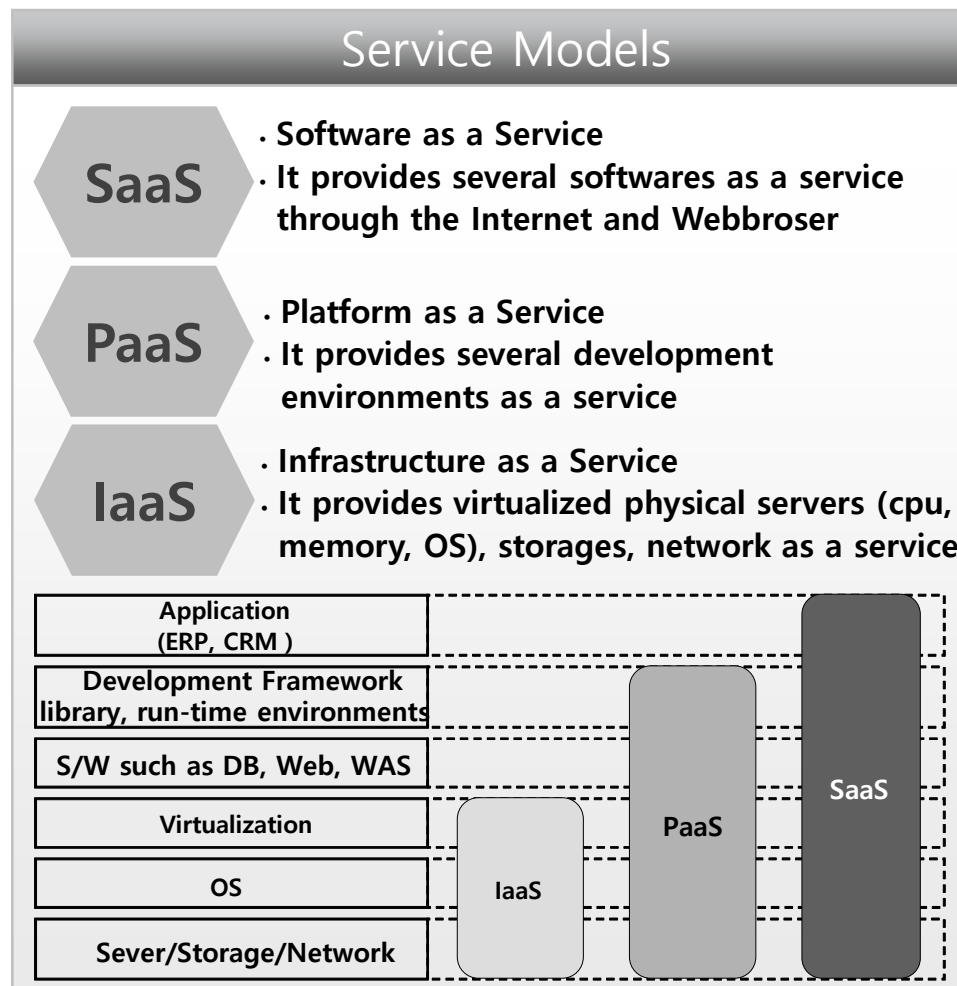 Service Models
SaaS
· Software as a Service
· It provides several softwares as a service
through the Internet and Webbroser
PaaS
· Platform as a Service
· It provides several development
environments as a service
IaaS
· Infrastructure as a Service
· It provides virtualized physical servers (cpu,
memory, OS), storages, network as a service
Application
(ERP, CRM )
Development Framework
library, run-time environments
S/W such as DB, Web, WAS
Virtualization
OS
Sever/Storage/Network
IaaS
PaaS
SaaS